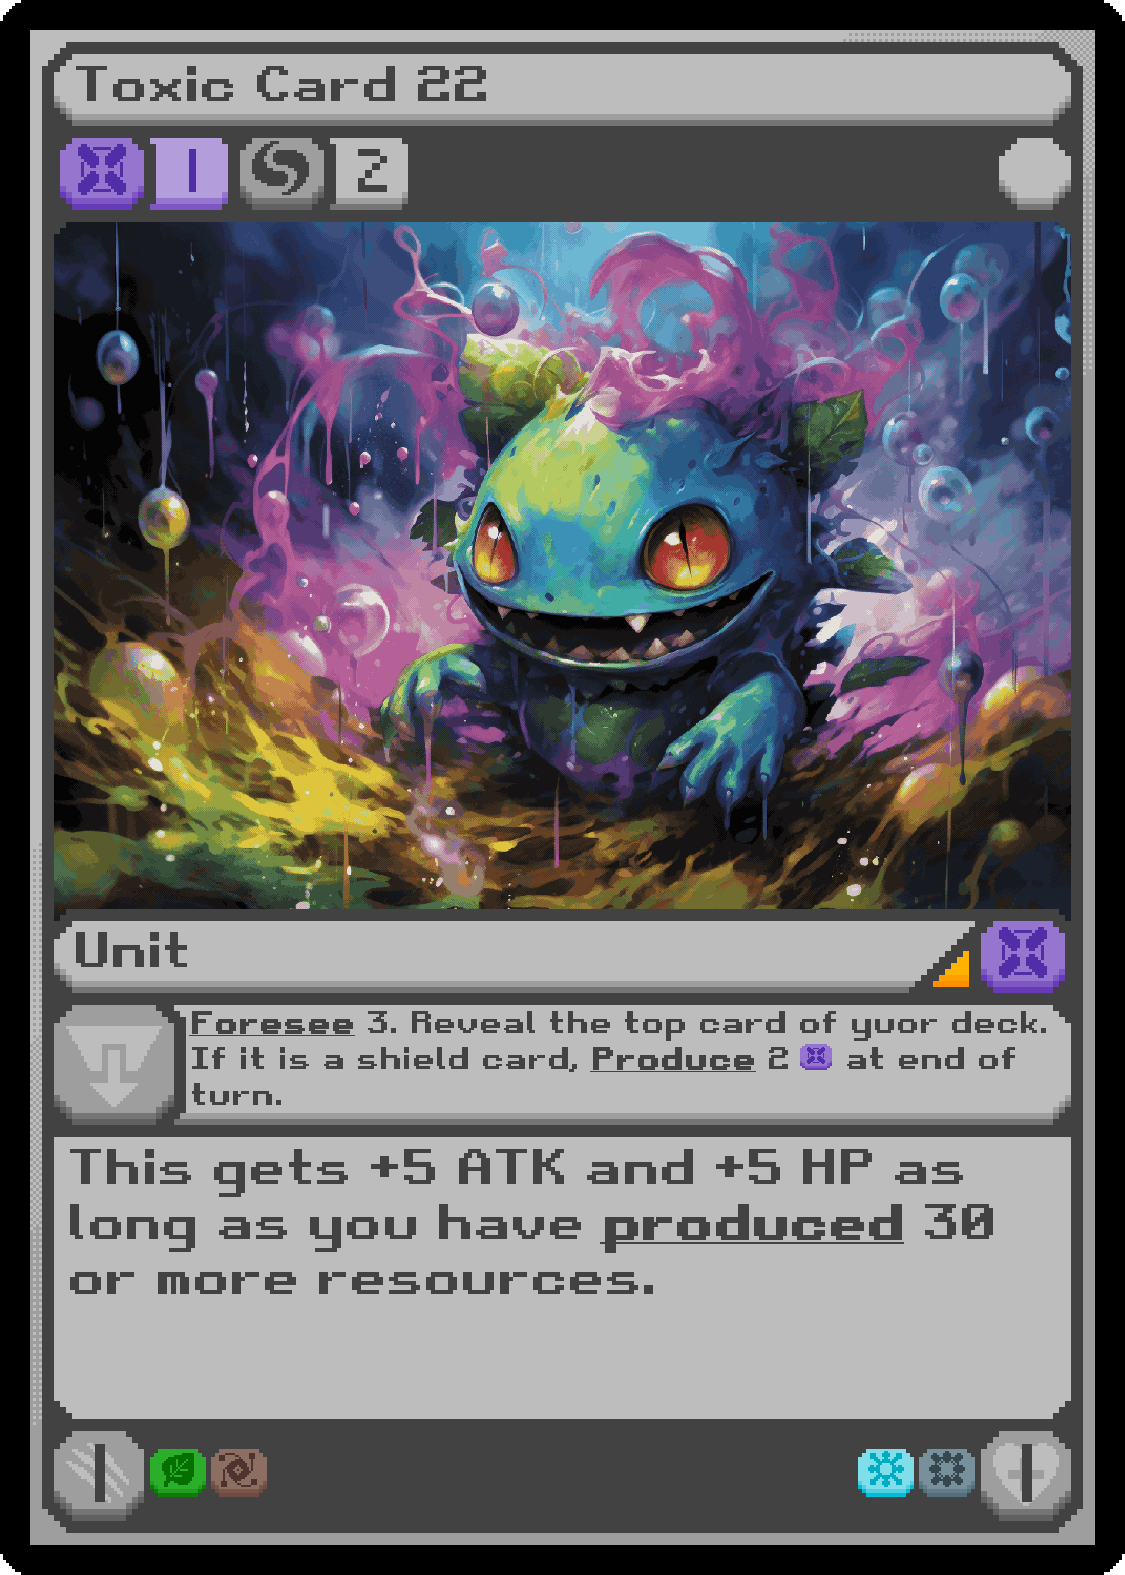 Toxic Card 22
1 2
Unit
Foresee 3. Reveal the top card of yuor deck.
If it is a shield card, Produce 2 at end of
turn.
This gets +5 ATK and +5 HP as
long as you have produced 30
or more resources.
1 1